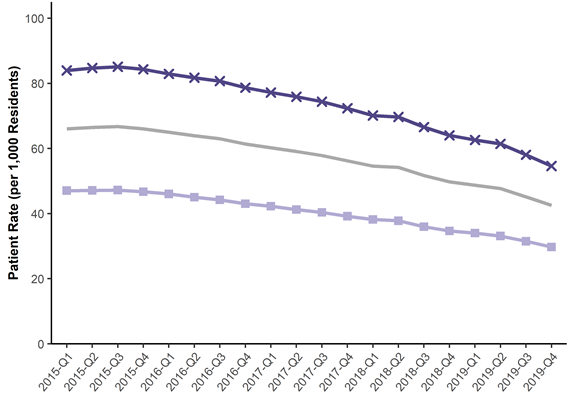 Patient Rate (per 1,000 Residents)
100
80
60
40
20
0
2015-Q1
2015-Q2
2015-Q3
2015-Q4
2016-Q1
2016-Q2
2016-Q3
2016-Q4
2017-Q1
2017-Q2
2017-Q3
2017-Q4
2018-Q1
2018-Q2
2018-Q3
2018-Q4
2019-Q1
2019-Q2
2019-Q3
2019-Q4